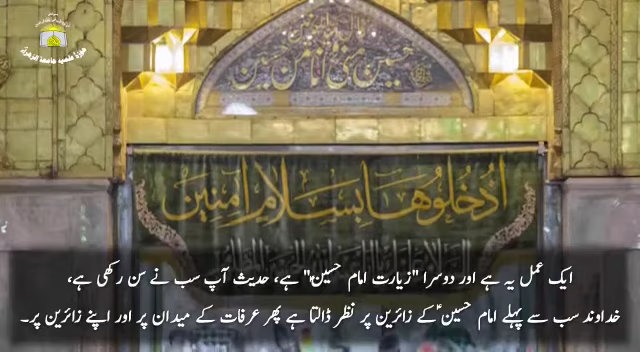 حسین منی و انا من حسین
ادخلوها بسلام آمنین
ایک عمل یہ ہے اور دوسرا "زیارت امام حسینؑ" ہے، حدیث آپ سب نے سن رکھی ہے،
خداوند سب سے پہلے امام حسینؑ کے زائرین پر نظر ڈالتا ہے پھر عرفات کے میدان پر اور اپنے زائرین پر۔